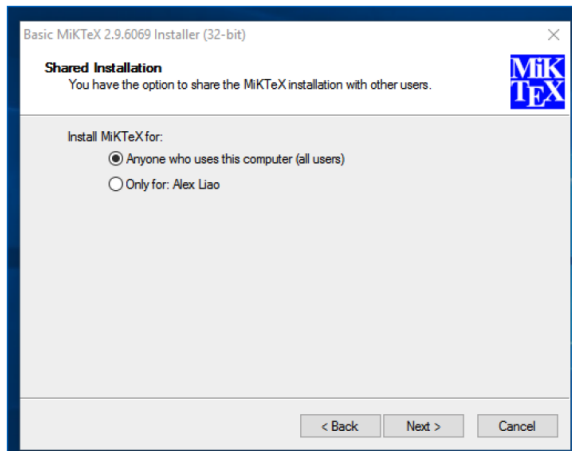 Basic MiKTeX 2.9.6069 Installer (32-bit)
Shared Installation
You have the option to share the MiKTeX installation with other users.
MiK
TEX
Install MiKTeX for:
Anyone who uses this computer (all users)
Only for: Alex Liao
< Back
Next >
Cancel